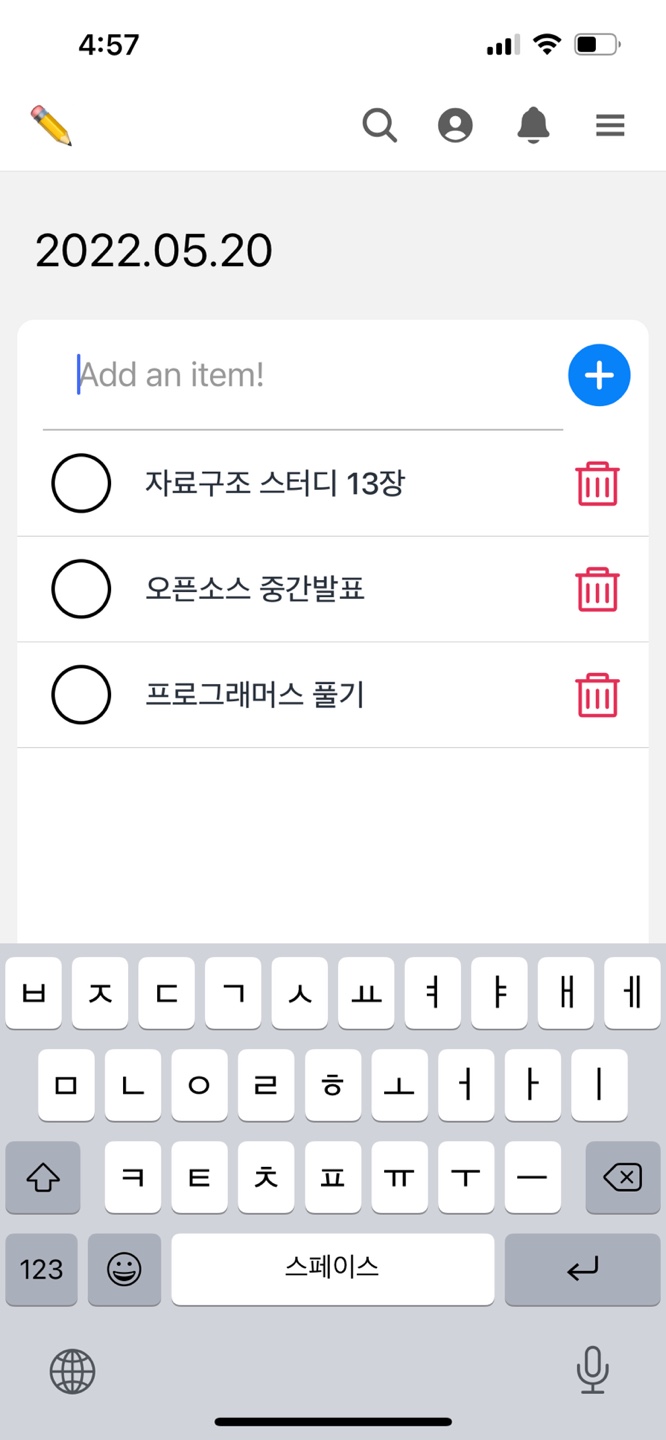 4:57
2022.05.20
Add an item!
자료구조 스터디 13장
오픈소스 중간발표
프로그래머스 풀기
ㅂ ㅈ ㄷ ㄱ ㅅ ㅛ ㅕ ㅑ ㅐ ㅔ
ㅁ ㄴ ㅇ ㄹ ㅎ ㅗ ㅓ ㅏ ㅣ
ㅋ ㅌ ㅊ ㅍ ㅠ ㅜ ㅡ
123 스페이스